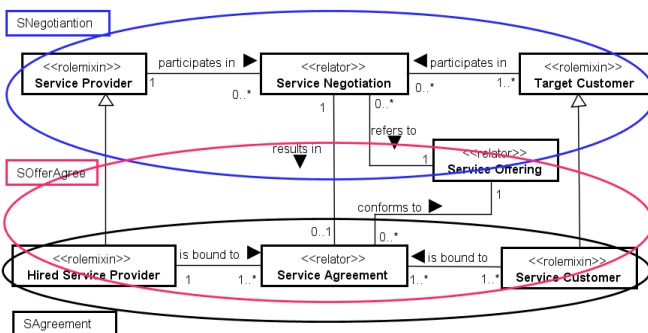 SNegotiantion
<<rolemixin>>
Service Provider
participates in
1
0..*
<<relator>>
Service Negotiation
participates in
0..*
1..*
<<rolemixin>>
Target Customer
1
0..*
refers to
1
results in
<<relator>>
Service Offering
1
SOfferAgree
conforms to
0..1
0..*
<<rolemixin>>
Hired Service Provider
is bound to
1
1..*
<<relator>>
Service Agreement
is bound to
1..*
1..*
<<rolemixin>>
Service Customer
SAgreement